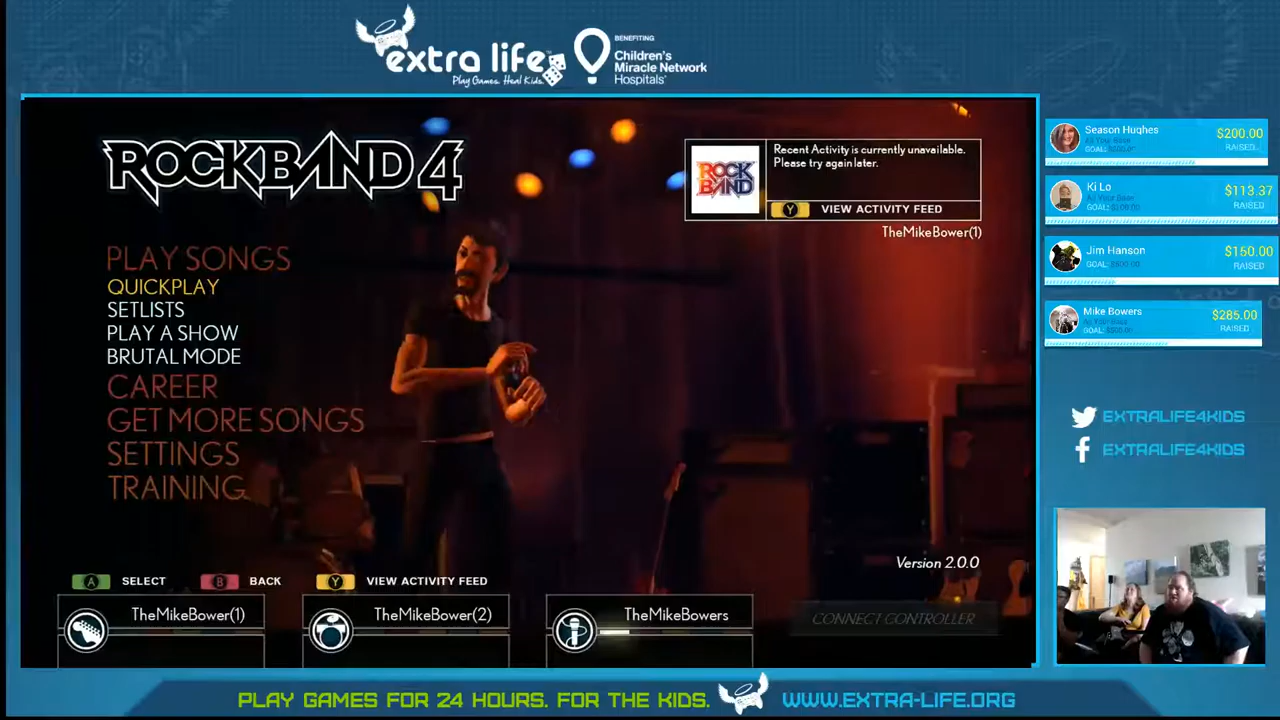 extra life
Play Games. Heal Kids.
BENEFITING
Children's
Miracle Network
Hospitals
ROCKBAND 4
PLAY SONGS
QUICKPLAY
SETLISTS
PLAY A SHOW
BRUTAL MODE
CAREER
GET MORE SONGS
SETTINGS
TRAINING
ROCK
BAND
Recent Activity is currently unavailable.
Please try again later.
Y VIEW ACTIVITY FEED
TheMikeBower(1)
Version 2.0.0
A SELECT B BACK Y VIEW ACTIVITY FEED
TheMikeBower(1)
TheMikeBower(2)
TheMikeBowers
CONNECT CONTROLLER
Season Hughes
$200.00
RAISED
Ki Lo
$113.37
RAISED
Jim Hanson
$150.00
RAISED
Mike Bowers
$285.00
RAISED
EXTRALIFE4KIDS
EXTRALIFE4KIDS
PLAY GAMES FOR 24 HOURS. FOR THE KIDS. WWW.EXTRA-LIFE.ORG